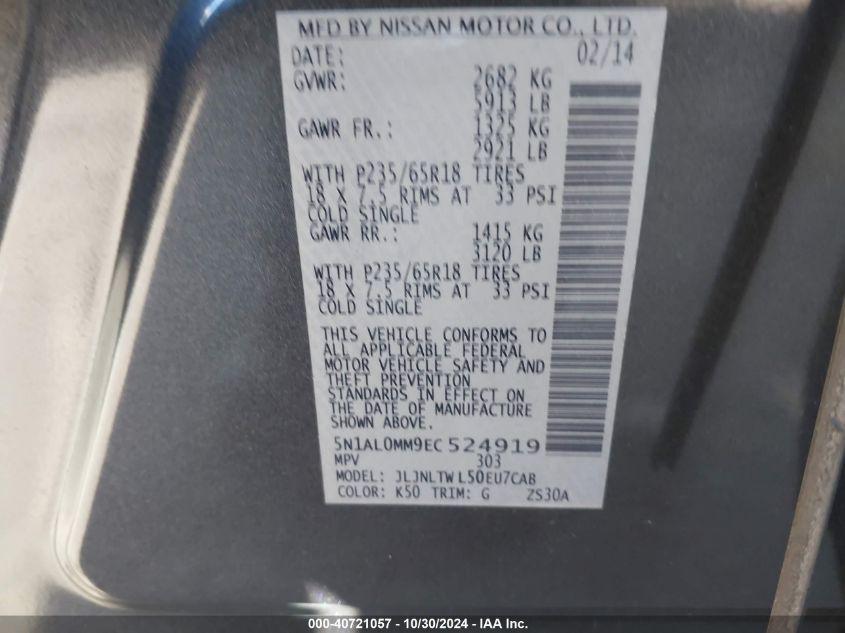 MFD BY NISSAN MOTOR CO., LTD.
DATE: 02/14
GVWR: 2682 KG
5913 LB
GAWR FR.: 1325 KG
2921 LB
WITH P235/65R18 TIRES
18 X 7.5 RIMS AT 33 PSI
COLD SINGLE
GAWR RR.: 1415 KG
3120 LB
WITH P235/65R18 TIRES
18 X 7.5 RIMS AT 33 PSI
COLD SINGLE
THIS VEHICLE CONFORMS TO
ALL APPLICABLE FEDERAL
MOTOR VEHICLE SAFETY AND
THEFT PREVENTION
STANDARDS IN EFFECT ON
THE DATE OF MANUFACTURE
SHOWN ABOVE.
5N1AL0MM9EC524919
MPV 303
MODEL: JLJNLTW L50EU7CAB
COLOR: K50 TRIM: G ZS30A
000-40721057 - 10/30/2024 - IAA Inc.